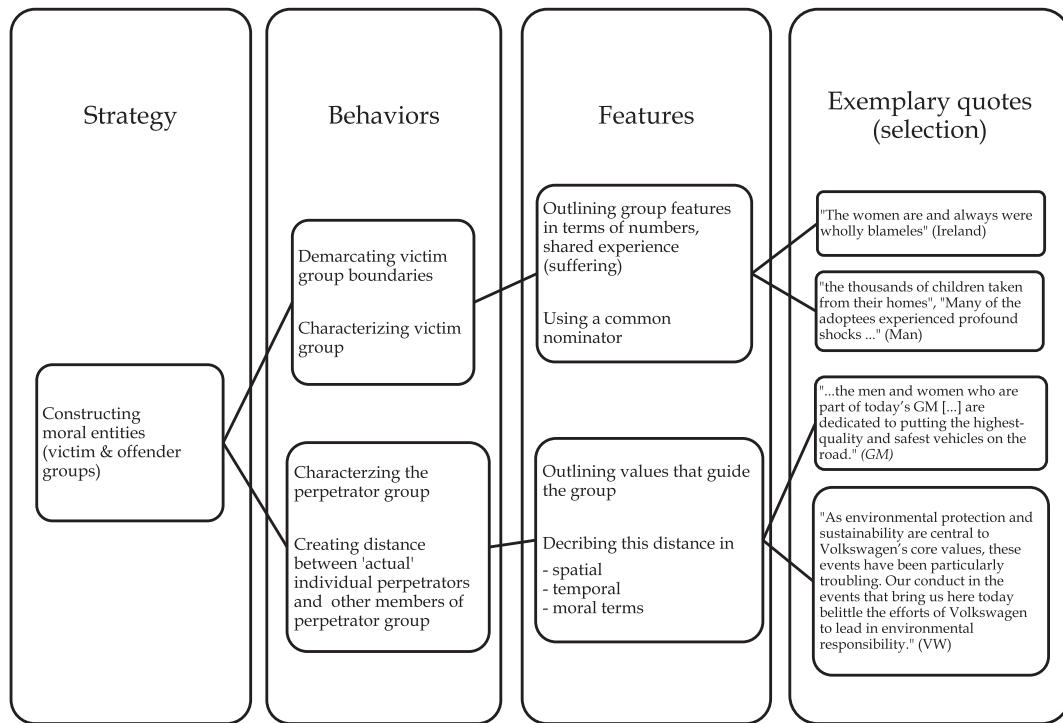 Strategy
Behaviors
Features
Exemplary quotes
(selection)
Constructing
moral entities
(victim & offender
groups)
Demarcating victim
group boundaries
Characterizing victim
group
Characterzing the
perpetrator group
Creating distance
between 'actual'
individual perpetrators
and other members of
perpetrator group
Outlining group features
in terms of numbers,
shared experience
(suffering)
Using a common
nominator
Outlining values that guide
the group
Decribing this distance in
- spatial
- temporal
- moral terms
"The women are and always were
wholly blameles" (Ireland)
"the thousands of children taken
from their homes", "Many of the
adoptees experienced profound
shocks ..." (Man)
"...the men and women who are
part of today’s GM [...] are
dedicated to putting the highest-
quality and safest vehicles on the
road." (GM)
"As environmental protection and
sustainability are central to
Volkswagen’s core values, these
events have been particularly
troubling. Our conduct in the
events that bring us here today
belittle the efforts of Volkswagen
to lead in environmental
responsibility." (VW)